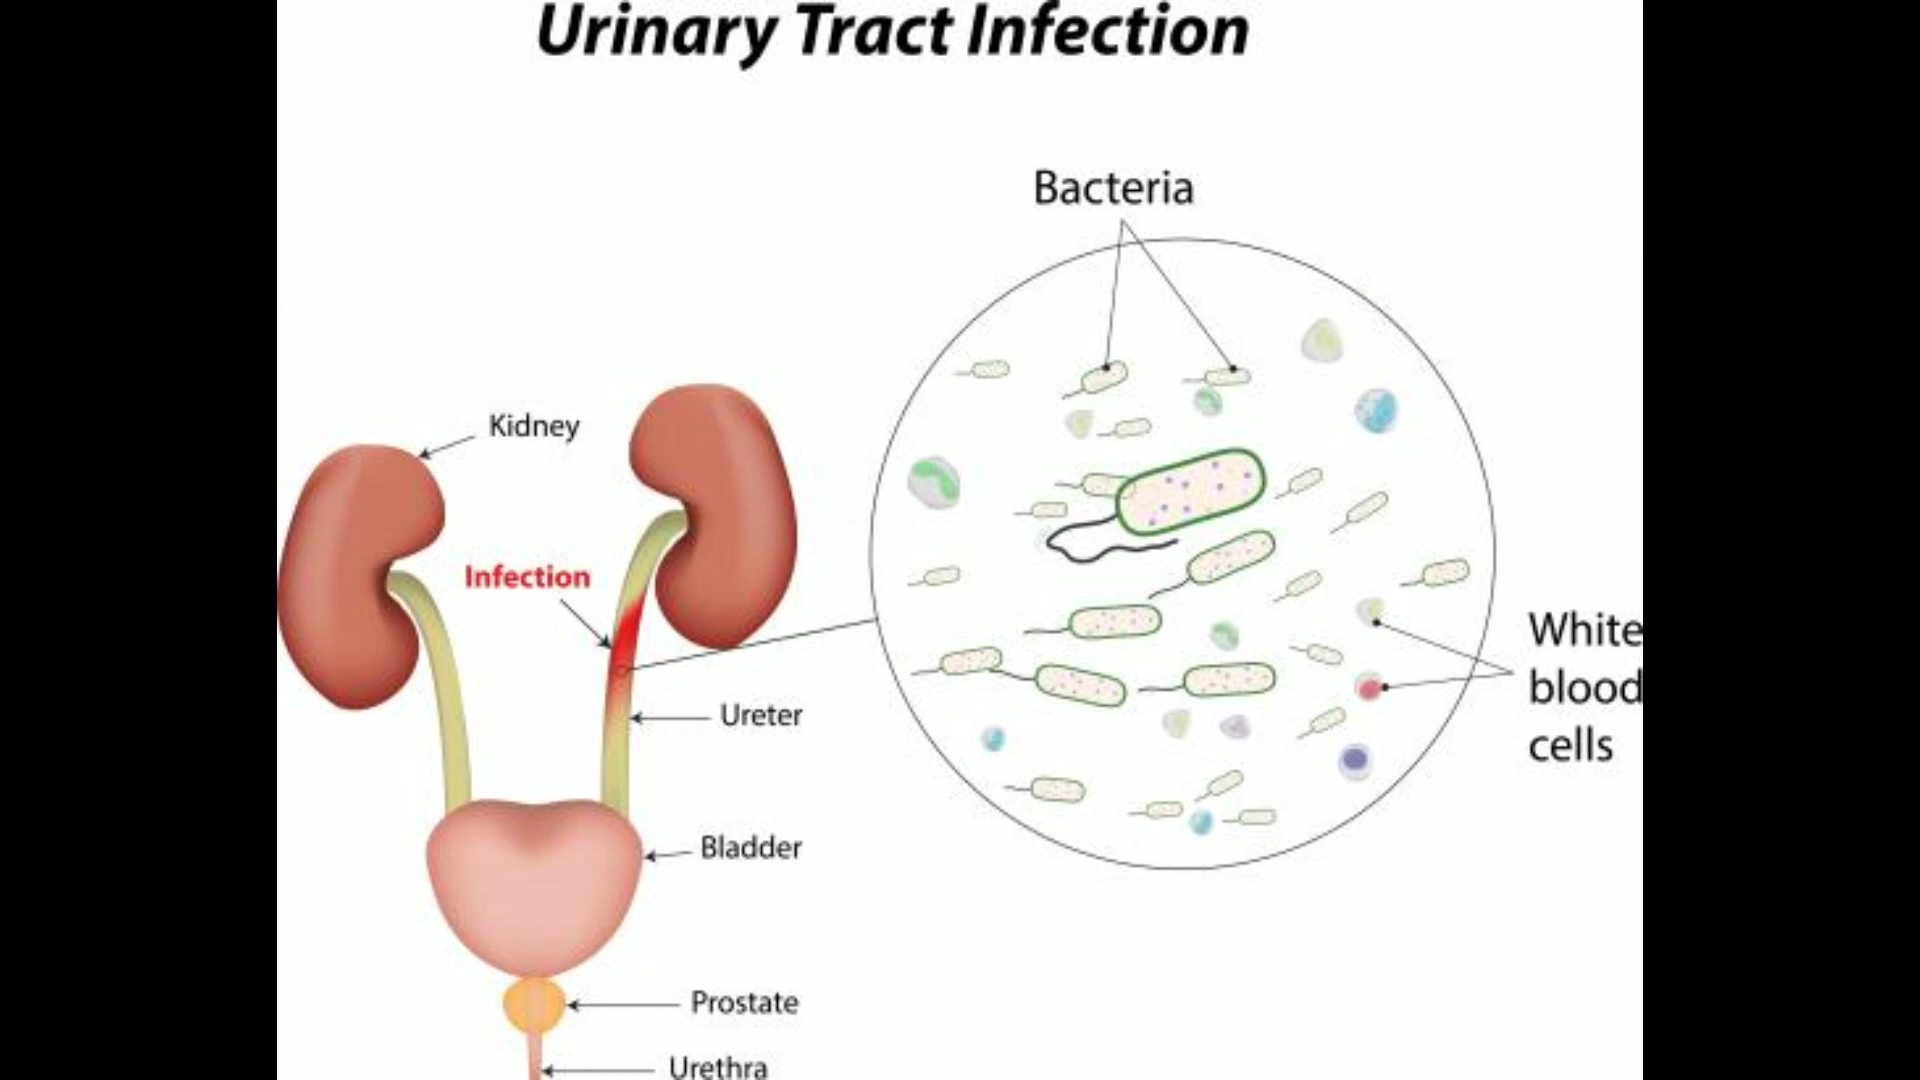 Urinary Tract Infection
Bacteria
Kidney
Infection
Ureter
White
blood
cells
Bladder
Prostate
Urethra